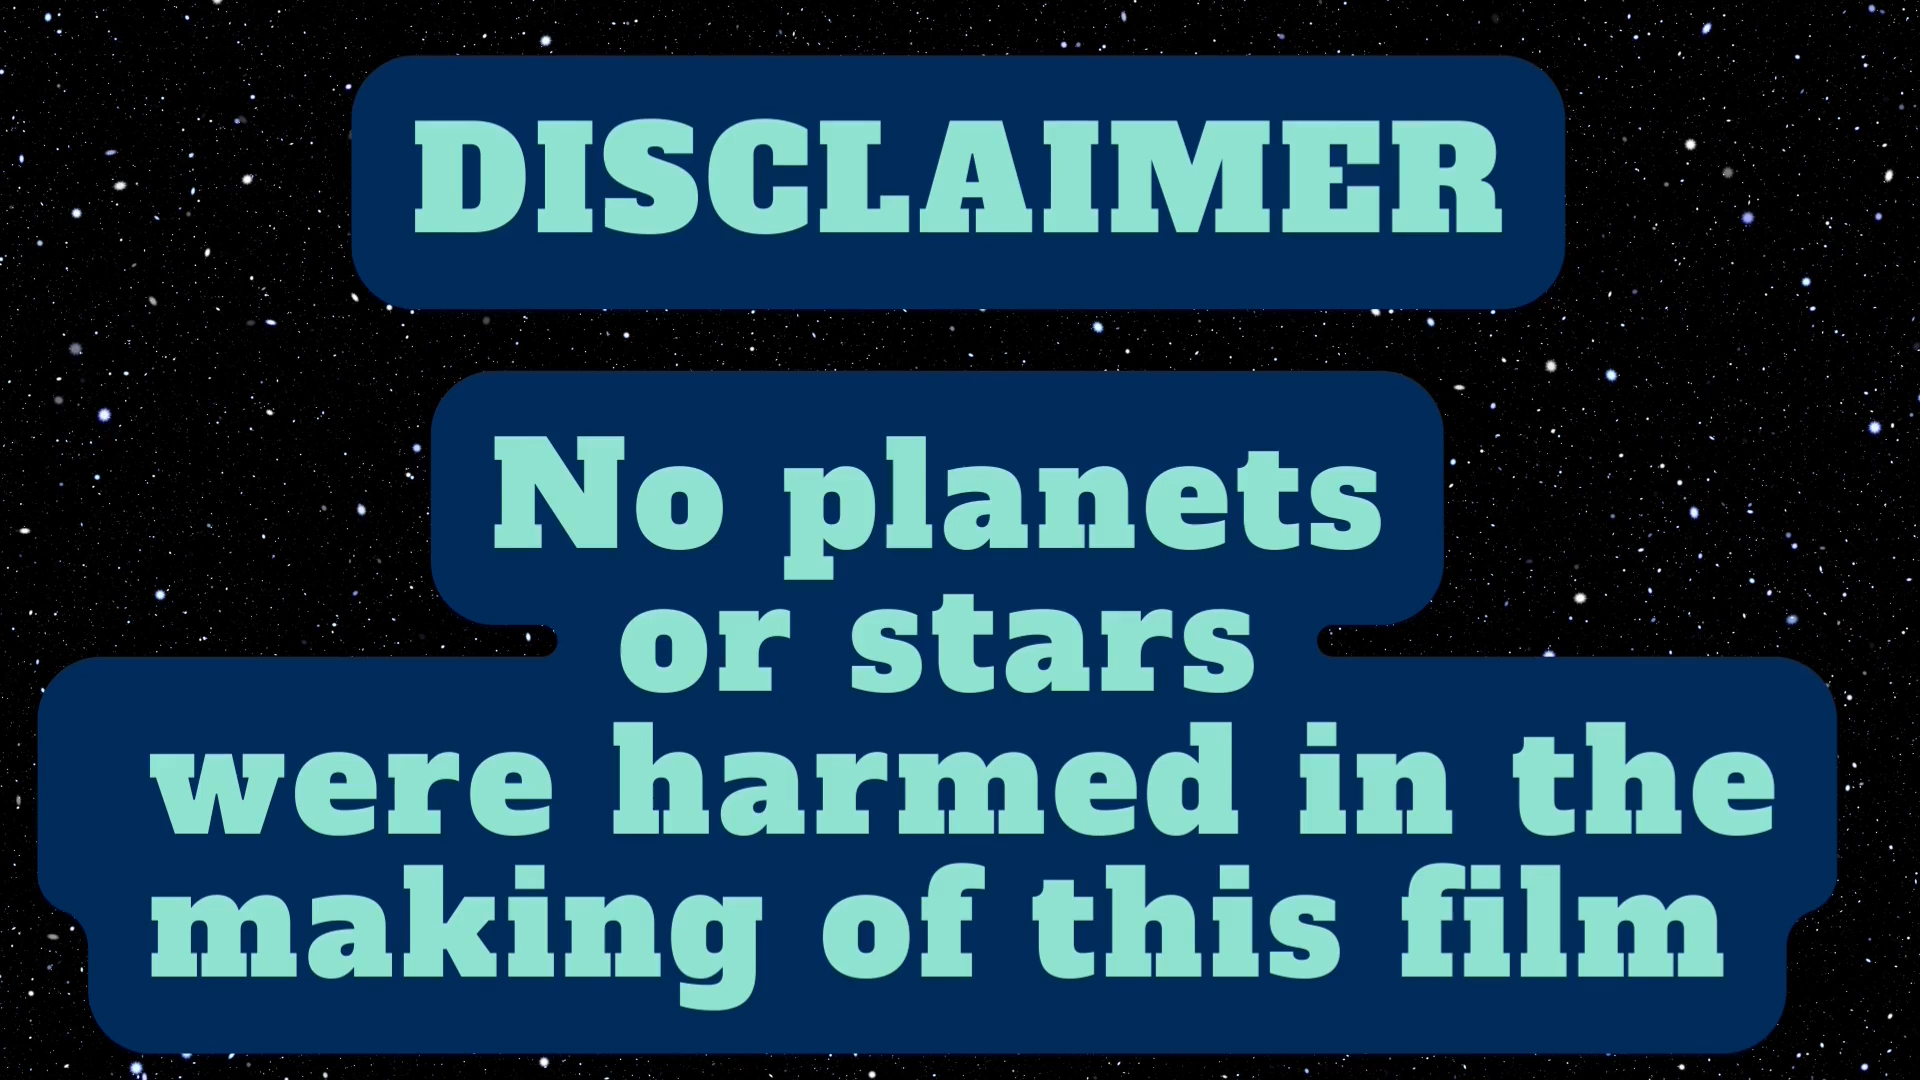 DISCLAIMER
No planets
or stars
were harmed in the
making of this film